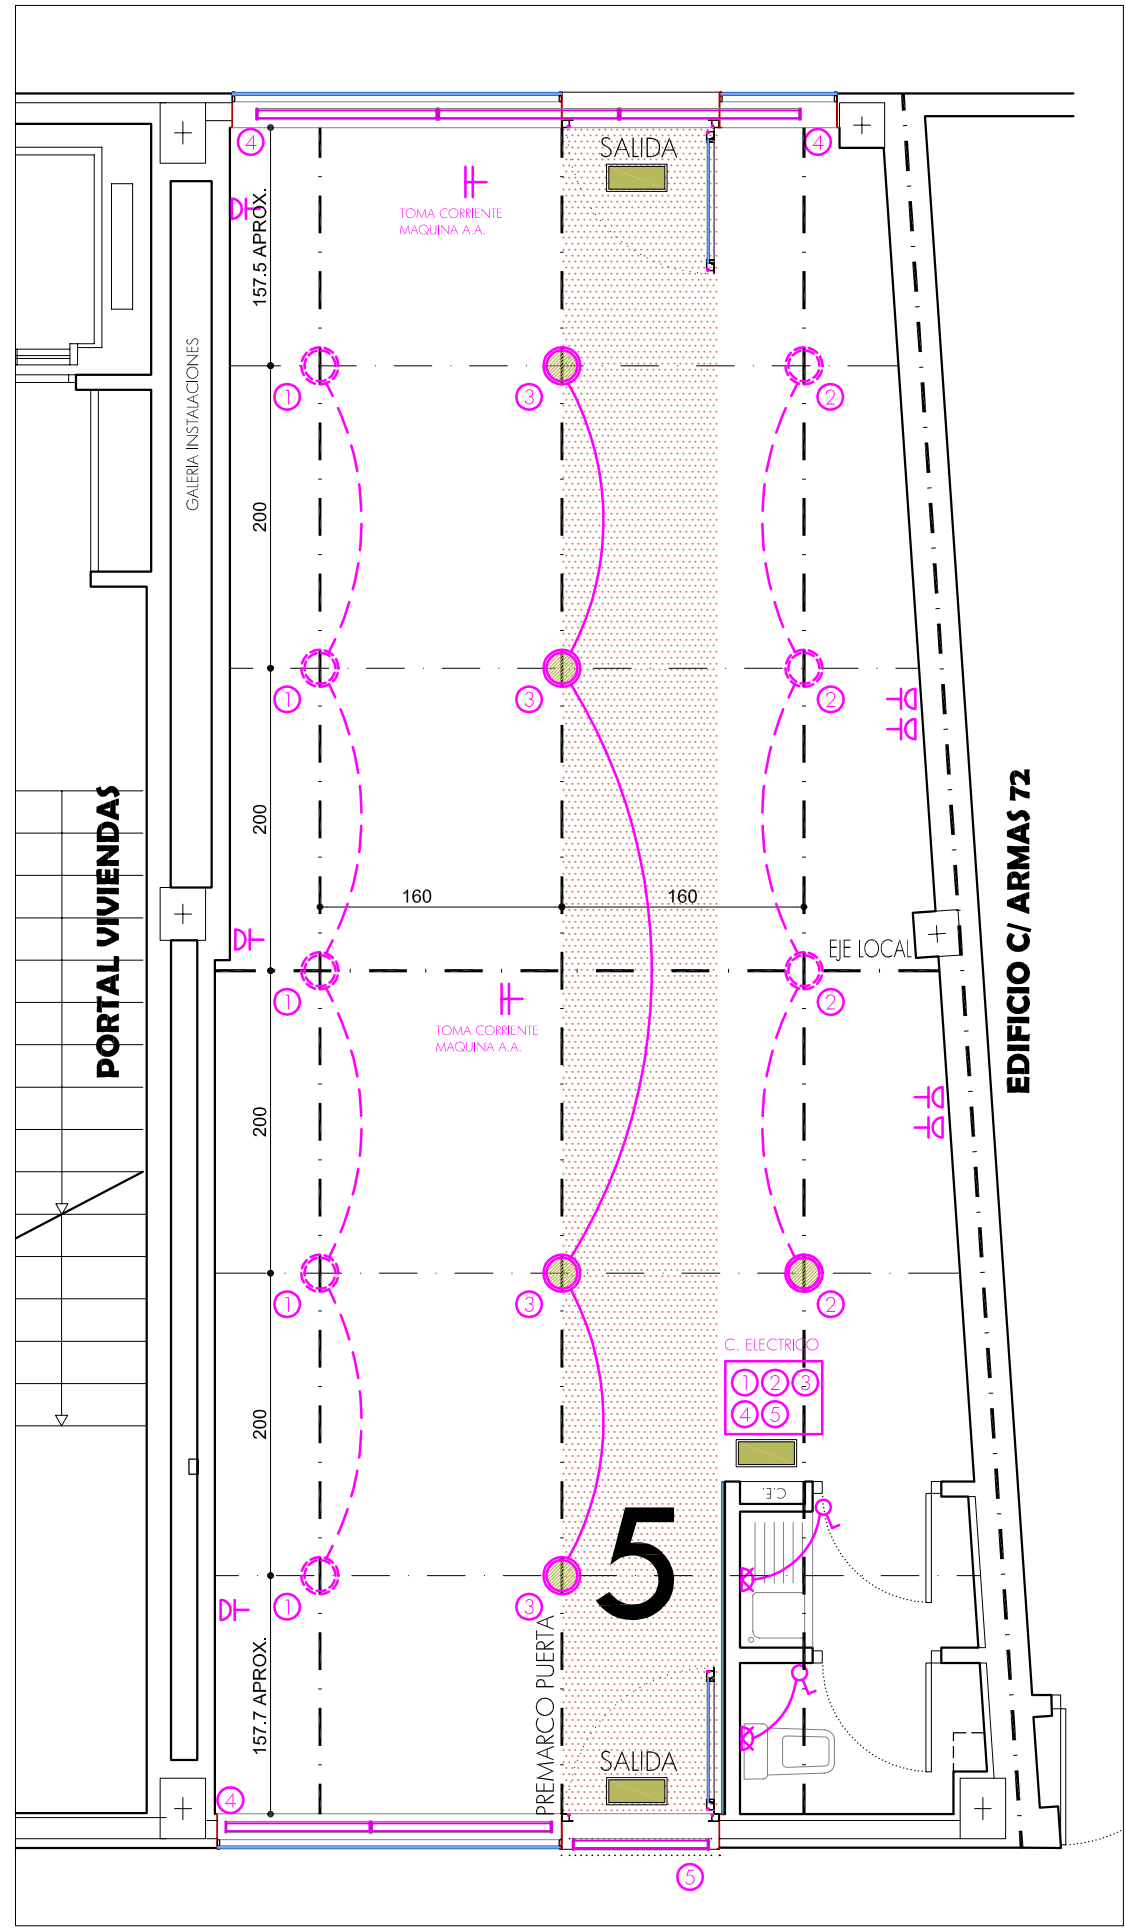 4
4
SALIDA
TOMA CORRIENTE
MAQUINA A.A.
157.5 APROX.
GALERIA INSTALACIONES
1
3
2
200
1
3
2
200
PORTAL VIVIENDAS
EDIFICIO C/ ARMAS 72
160
160
EJE LOCAL
1
2
TOMA CORRIENTE
MAQUINA A.A.
200
1
3
2
C. ELECTRICO
1 2 3
4 5
200
C.E.
5
1
3
PREMARCO PUERTA
157.7 APROX.
SALIDA
4
5